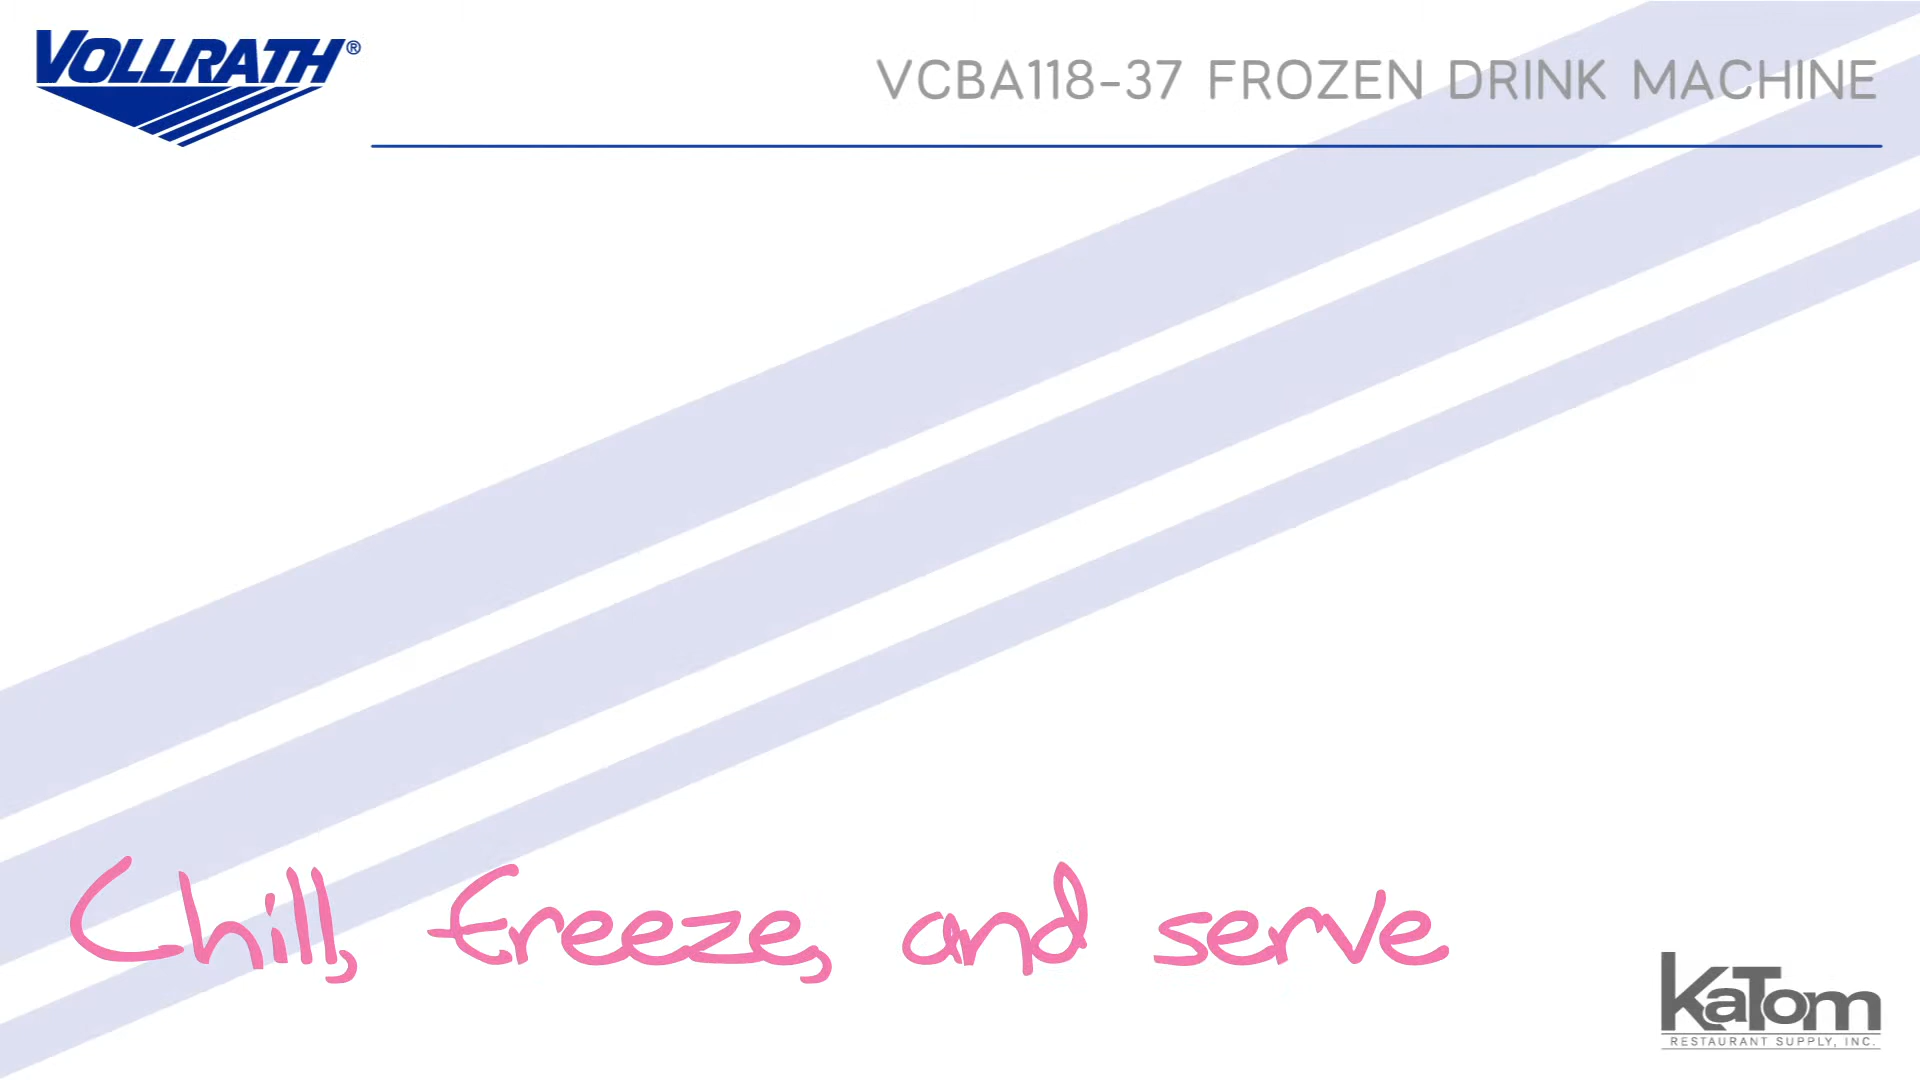 VOLLRATH®
VCBA118-37 FROZEN DRINK MACHINE
Chill, freeze, and serve
KaTom
RESTAURANT SUPPLY, INC.